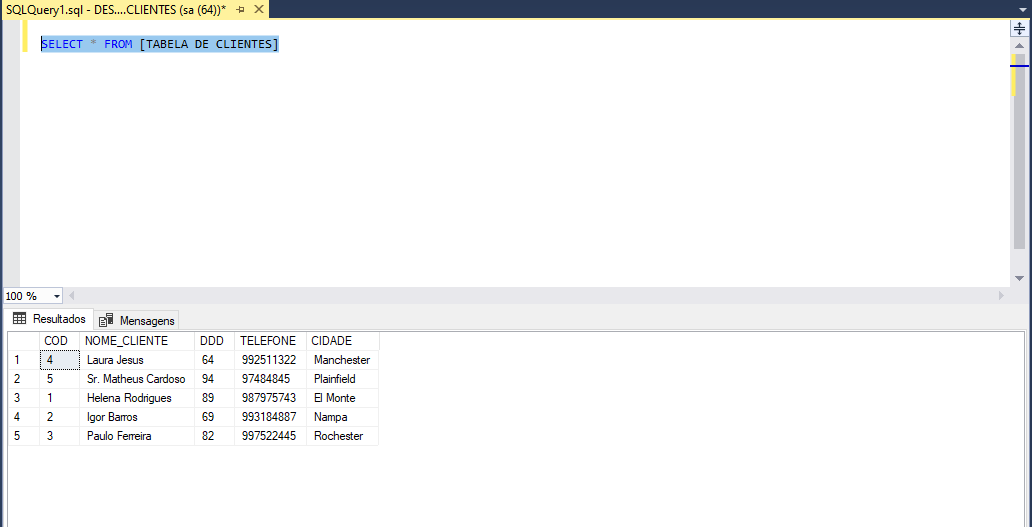 SQLQuery1.sql - DES....CLIENTES (sa (64))*
SELECT * FROM [TABELA DE CLIENTES]
100 %
Resultados Mensagens
COD NOME_CLIENTE DDD TELEFONE CIDADE
1 4 Laura Jesus 64 992511322 Manchester
2 5 Sr. Matheus Cardoso 94 97484845 Plainfield
3 1 Helena Rodrigues 89 987975743 El Monte
4 2 Igor Barros 69 993184887 Nampa
5 3 Paulo Ferreira 82 997522445 Rochester